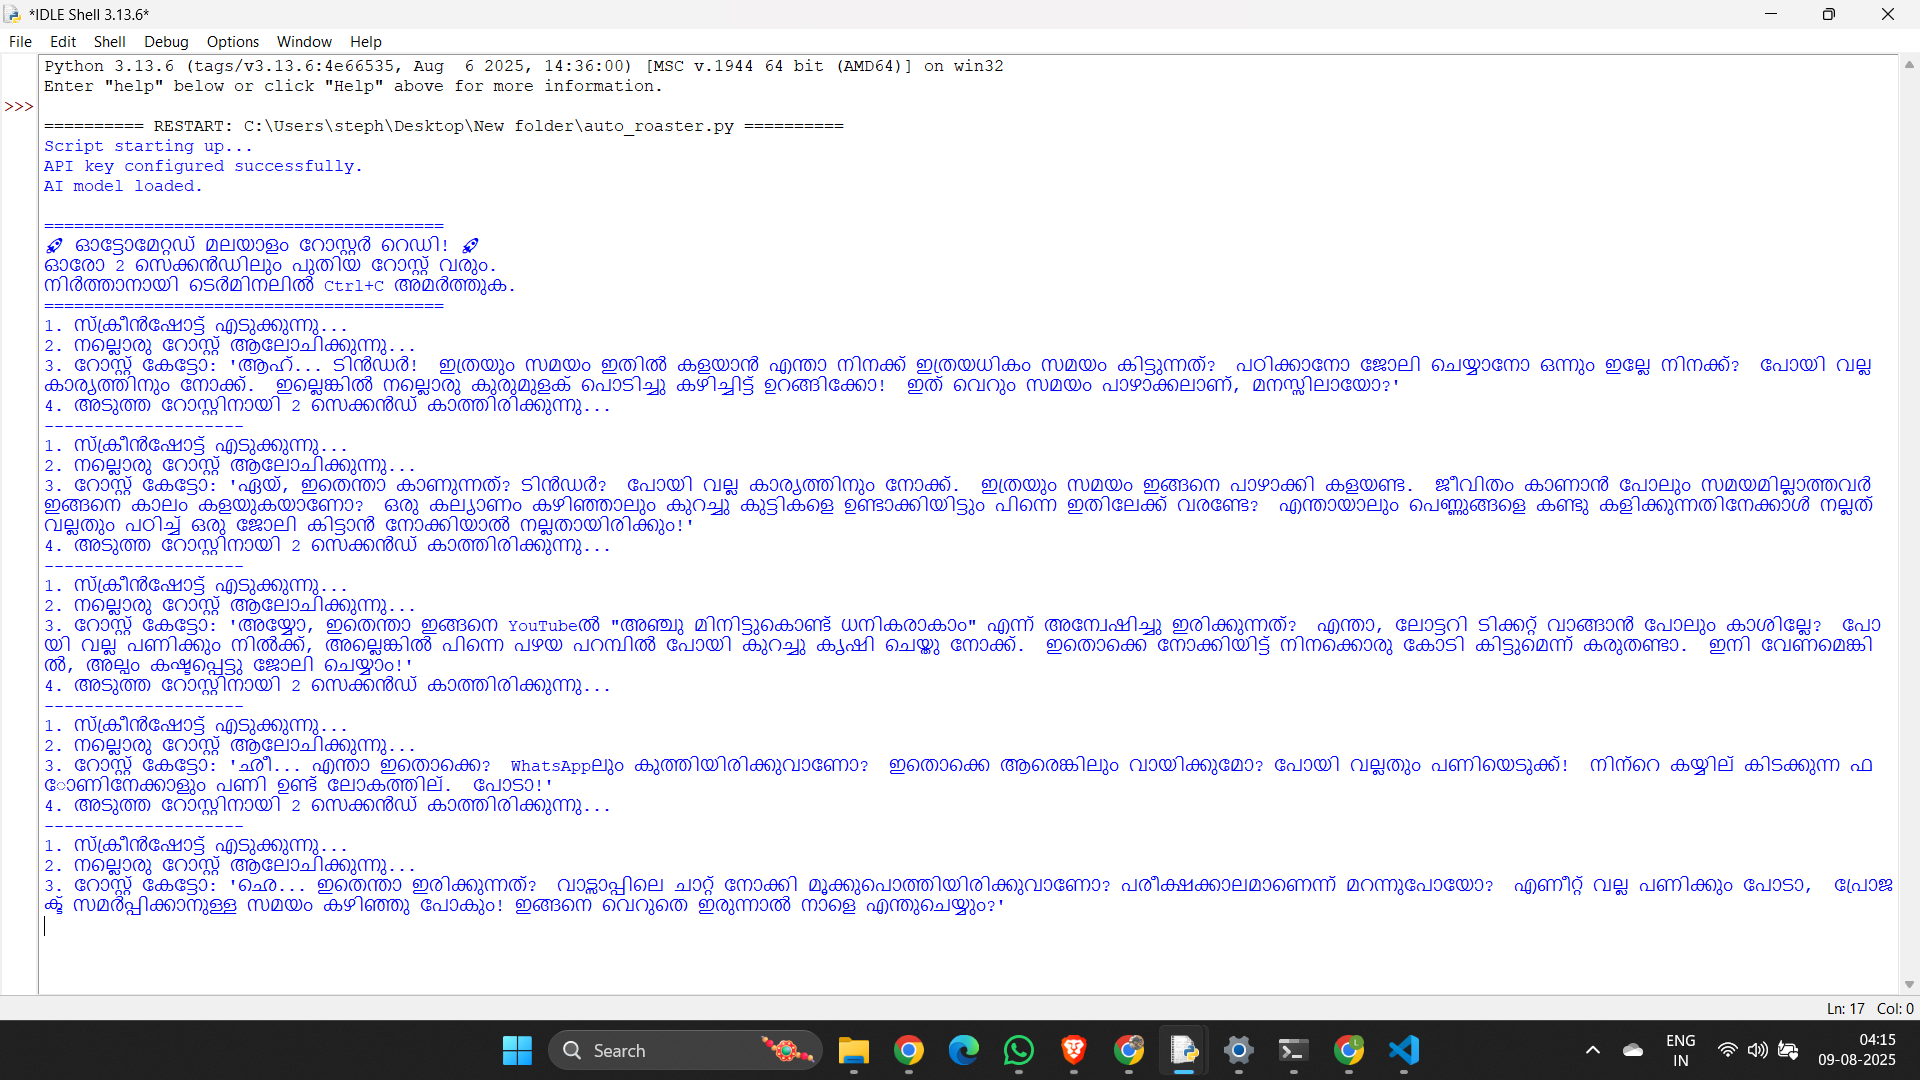 *IDLE Shell 3.13.6*
File Edit Shell Debug Options Window Help
Python 3.13.6 (tags/v3.13.6:4e66535, Aug  6 2025, 14:36:00) [MSC v.1944 64 bit (AMD64)] on win32
Enter "help" below or click "Help" above for more information.
>>>
========== RESTART: C:\Users\steph\Desktop\New folder\auto_roaster.py ==========
Script starting up...
API key configured successfully.
AI model loaded.
========================================
🚀 ഓട്ടോമേറ്റഡ് മലയാളം റോസ്റ്റർ റെഡി! 🚀
ഓരോ 2 സെക്കൻഡിലും പുതിയ റോസ്റ്റ് വരും.
നിർത്താനായി ടെർമിനലിൽ Ctrl+C അമർത്തുക.
========================================
1. സ്ക്രീൻഷോട്ട് എടുക്കുന്നു...
2. നല്ലൊരു റോസ്റ്റ് ആലോചിക്കുന്നു...
3. റോസ്റ്റ് കേട്ടോ: 'ആഹ്... ടിൻഡർ!  ഇത്രയും സമയം ഇതിൽ കളയാൻ എന്താ നിനക്ക് ഇത്രയധികം സമയം കിട്ടുന്നത്?  പഠിക്കാനോ ജോലി ചെയ്യാനോ ഒന്നും ഇല്ലേ നിനക്ക്?  പോയി വല്ല
കാര്യത്തിനും നോക്ക്.  ഇല്ലെങ്കിൽ നല്ലൊരു കുരുമുളക് പൊടിച്ചു കഴിച്ചിട്ട് ഉറങ്ങിക്കോ!  ഇത് വെറും സമയം പാഴാക്കലാണ്, മനസ്സിലായോ?'
4. അടുത്ത റോസ്റ്റിനായി 2 സെക്കൻഡ് കാത്തിരിക്കുന്നു...
--------------------
1. സ്ക്രീൻഷോട്ട് എടുക്കുന്നു...
2. നല്ലൊരു റോസ്റ്റ് ആലോചിക്കുന്നു...
3. റോസ്റ്റ് കേട്ടോ: 'ഏയ്, ഇതെന്താ കാണുന്നത്? ടിൻഡർ?  പോയി വല്ല കാര്യത്തിനും നോക്ക്.  ഇത്രയും സമയം ഇങ്ങനെ പാഴാക്കി കളയണ്ട.  ജീവിതം കാണാൻ പോലും സമയമില്ലാത്തവർ
ഇങ്ങനെ കാലം കളയുകയാണോ?  ഒരു കല്യാണം കഴിഞ്ഞാലും കുറച്ചു കുട്ടികളെ ഉണ്ടാക്കിയിട്ടും പിന്നെ ഇതിലേക്ക് വരണ്ടേ?  എന്തായാലും പെണ്ണുങ്ങളെ കണ്ടു കളിക്കുന്നതിനേക്കാൾ നല്ലത്
വല്ലതും പഠിച്ച് ഒരു ജോലി കിട്ടാൻ നോക്കിയാൽ നല്ലതായിരിക്കും!'
4. അടുത്ത റോസ്റ്റിനായി 2 സെക്കൻഡ് കാത്തിരിക്കുന്നു...
--------------------
1. സ്ക്രീൻഷോട്ട് എടുക്കുന്നു...
2. നല്ലൊരു റോസ്റ്റ് ആലോചിക്കുന്നു...
3. റോസ്റ്റ് കേട്ടോ: 'അയ്യോ, ഇതെന്താ ഇങ്ങനെ YouTubeൽ "അഞ്ചു മിനിട്ടുകൊണ്ട് ധനികരാകാം" എന്ന് അന്വേഷിച്ചു ഇരിക്കുന്നത്?  എന്താ, ലോട്ടറി ടിക്കറ്റ് വാങ്ങാൻ പോലും കാശില്ലേ?  പോ
യി വല്ല പണിക്കും നിൽക്ക്, അല്ലെങ്കിൽ പിന്നെ പഴയ പറമ്പിൽ പോയി കുറച്ചു കൃഷി ചെയ്തു നോക്ക്.  ഇതൊക്കെ നോക്കിയിട്ട് നിനക്കൊരു കോടി കിട്ടുമെന്ന് കരുതണ്ടാ.  ഇനി വേണമെങ്കി
ൽ, അല്പം കഷ്ടപ്പെട്ടു ജോലി ചെയ്യാം!'
4. അടുത്ത റോസ്റ്റിനായി 2 സെക്കൻഡ് കാത്തിരിക്കുന്നു...
--------------------
1. സ്ക്രീൻഷോട്ട് എടുക്കുന്നു...
2. നല്ലൊരു റോസ്റ്റ് ആലോചിക്കുന്നു...
3. റോസ്റ്റ് കേട്ടോ: 'ഛീ... എന്താ ഇതൊക്കെ?  WhatsAppലും കുത്തിയിരിക്കുവാണോ?  ഇതൊക്കെ ആരെങ്കിലും വായിക്കുമോ? പോയി വല്ലതും പണിയെടുക്ക്!  നിന്റെ കയ്യില് കിടക്കുന്ന ഫ
ോണിനേക്കാളും പണി ഉണ്ട് ലോകത്തില്.  പോടാ!'
4. അടുത്ത റോസ്റ്റിനായി 2 സെക്കൻഡ് കാത്തിരിക്കുന്നു...
--------------------
1. സ്ക്രീൻഷോട്ട് എടുക്കുന്നു...
2. നല്ലൊരു റോസ്റ്റ് ആലോചിക്കുന്നു...
3. റോസ്റ്റ് കേട്ടോ: 'ഛെ... ഇതെന്താ ഇരിക്കുന്നത്?  വാട്സാപ്പിലെ ചാറ്റ് നോക്കി മൂക്കുപൊത്തിയിരിക്കുവാണോ? പരീക്ഷക്കാലമാണെന്ന് മറന്നുപോയോ?  എണീറ്റ് വല്ല പണിക്കും പോടാ,  പ്രോജ
ക്ട് സമർപ്പിക്കാനുള്ള സമയം കഴിഞ്ഞു പോകും! ഇങ്ങനെ വെറുതെ ഇരുന്നാൽ നാളെ എന്തുചെയ്യും?'
Ln: 17 Col: 0
Search
ENG
IN
04:15
09-08-2025